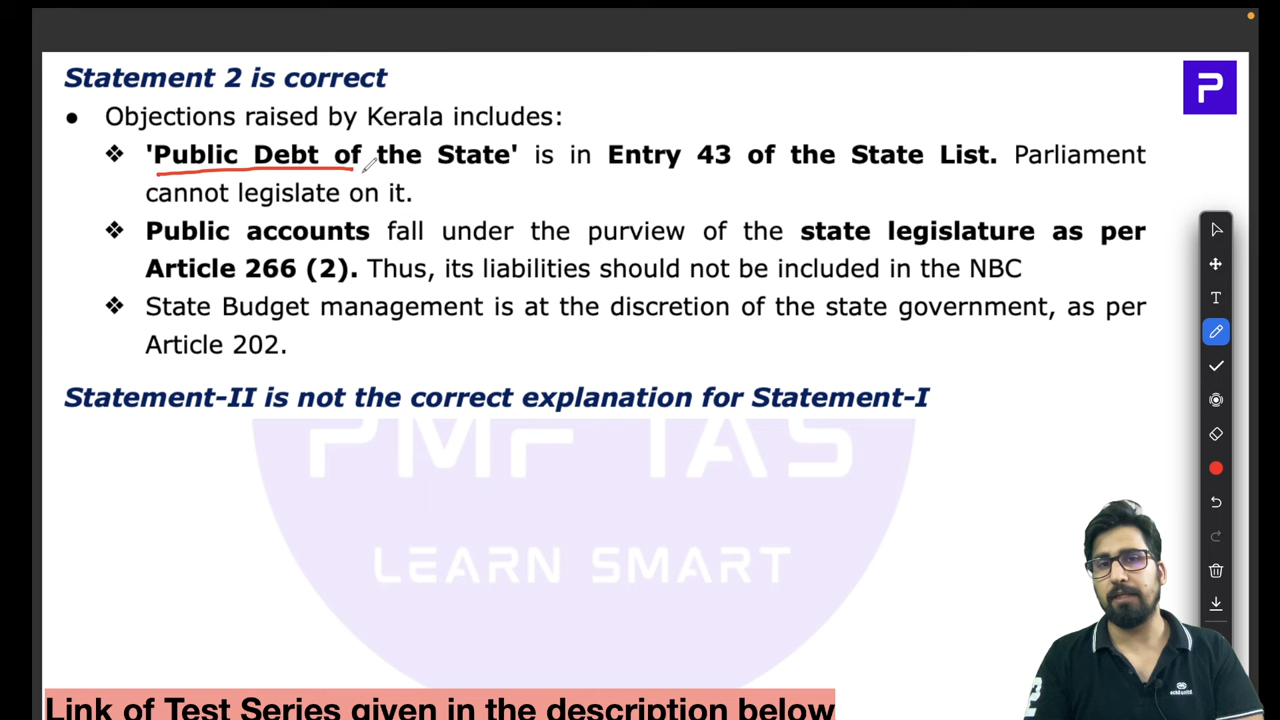 Statement 2 is correct
P
● Objections raised by Kerala includes:
❖ 'Public Debt of the State' is in Entry 43 of the State List. Parliament
cannot legislate on it.
❖ Public accounts fall under the purview of the state legislature as per
Article 266 (2). Thus, its liabilities should not be included in the NBC
❖ State Budget management is at the discretion of the state government, as per
Article 202.
Statement-II is not the correct explanation for Statement-I
PMF IAS
LEARN SMART
T
Link of Test Series given in the description below